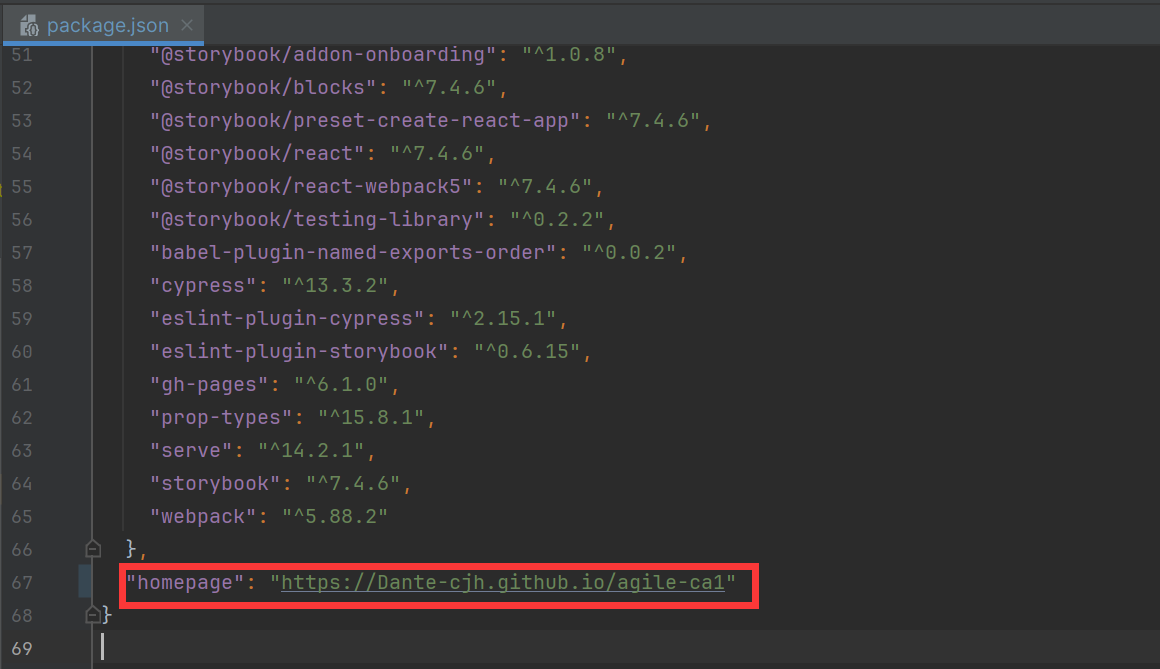 package.json
51 "@storybook/addon-onboarding": "^1.0.8",
52 "@storybook/blocks": "^7.4.6",
53 "@storybook/preset-create-react-app": "^7.4.6",
54 "@storybook/react": "^7.4.6",
55 "@storybook/react-webpack5": "^7.4.6",
56 "@storybook/testing-library": "^0.2.2",
57 "babel-plugin-named-exports-order": "^0.0.2",
58 "cypress": "^13.3.2",
59 "eslint-plugin-cypress": "^2.15.1",
60 "eslint-plugin-storybook": "^0.6.15",
61 "gh-pages": "^6.1.0",
62 "prop-types": "^15.8.1",
63 "serve": "^14.2.1",
64 "storybook": "^7.4.6",
65 "webpack": "^5.88.2"
66 },
67 "homepage": "https://Dante-cjh.github.io/agile-ca1"
68 }
69